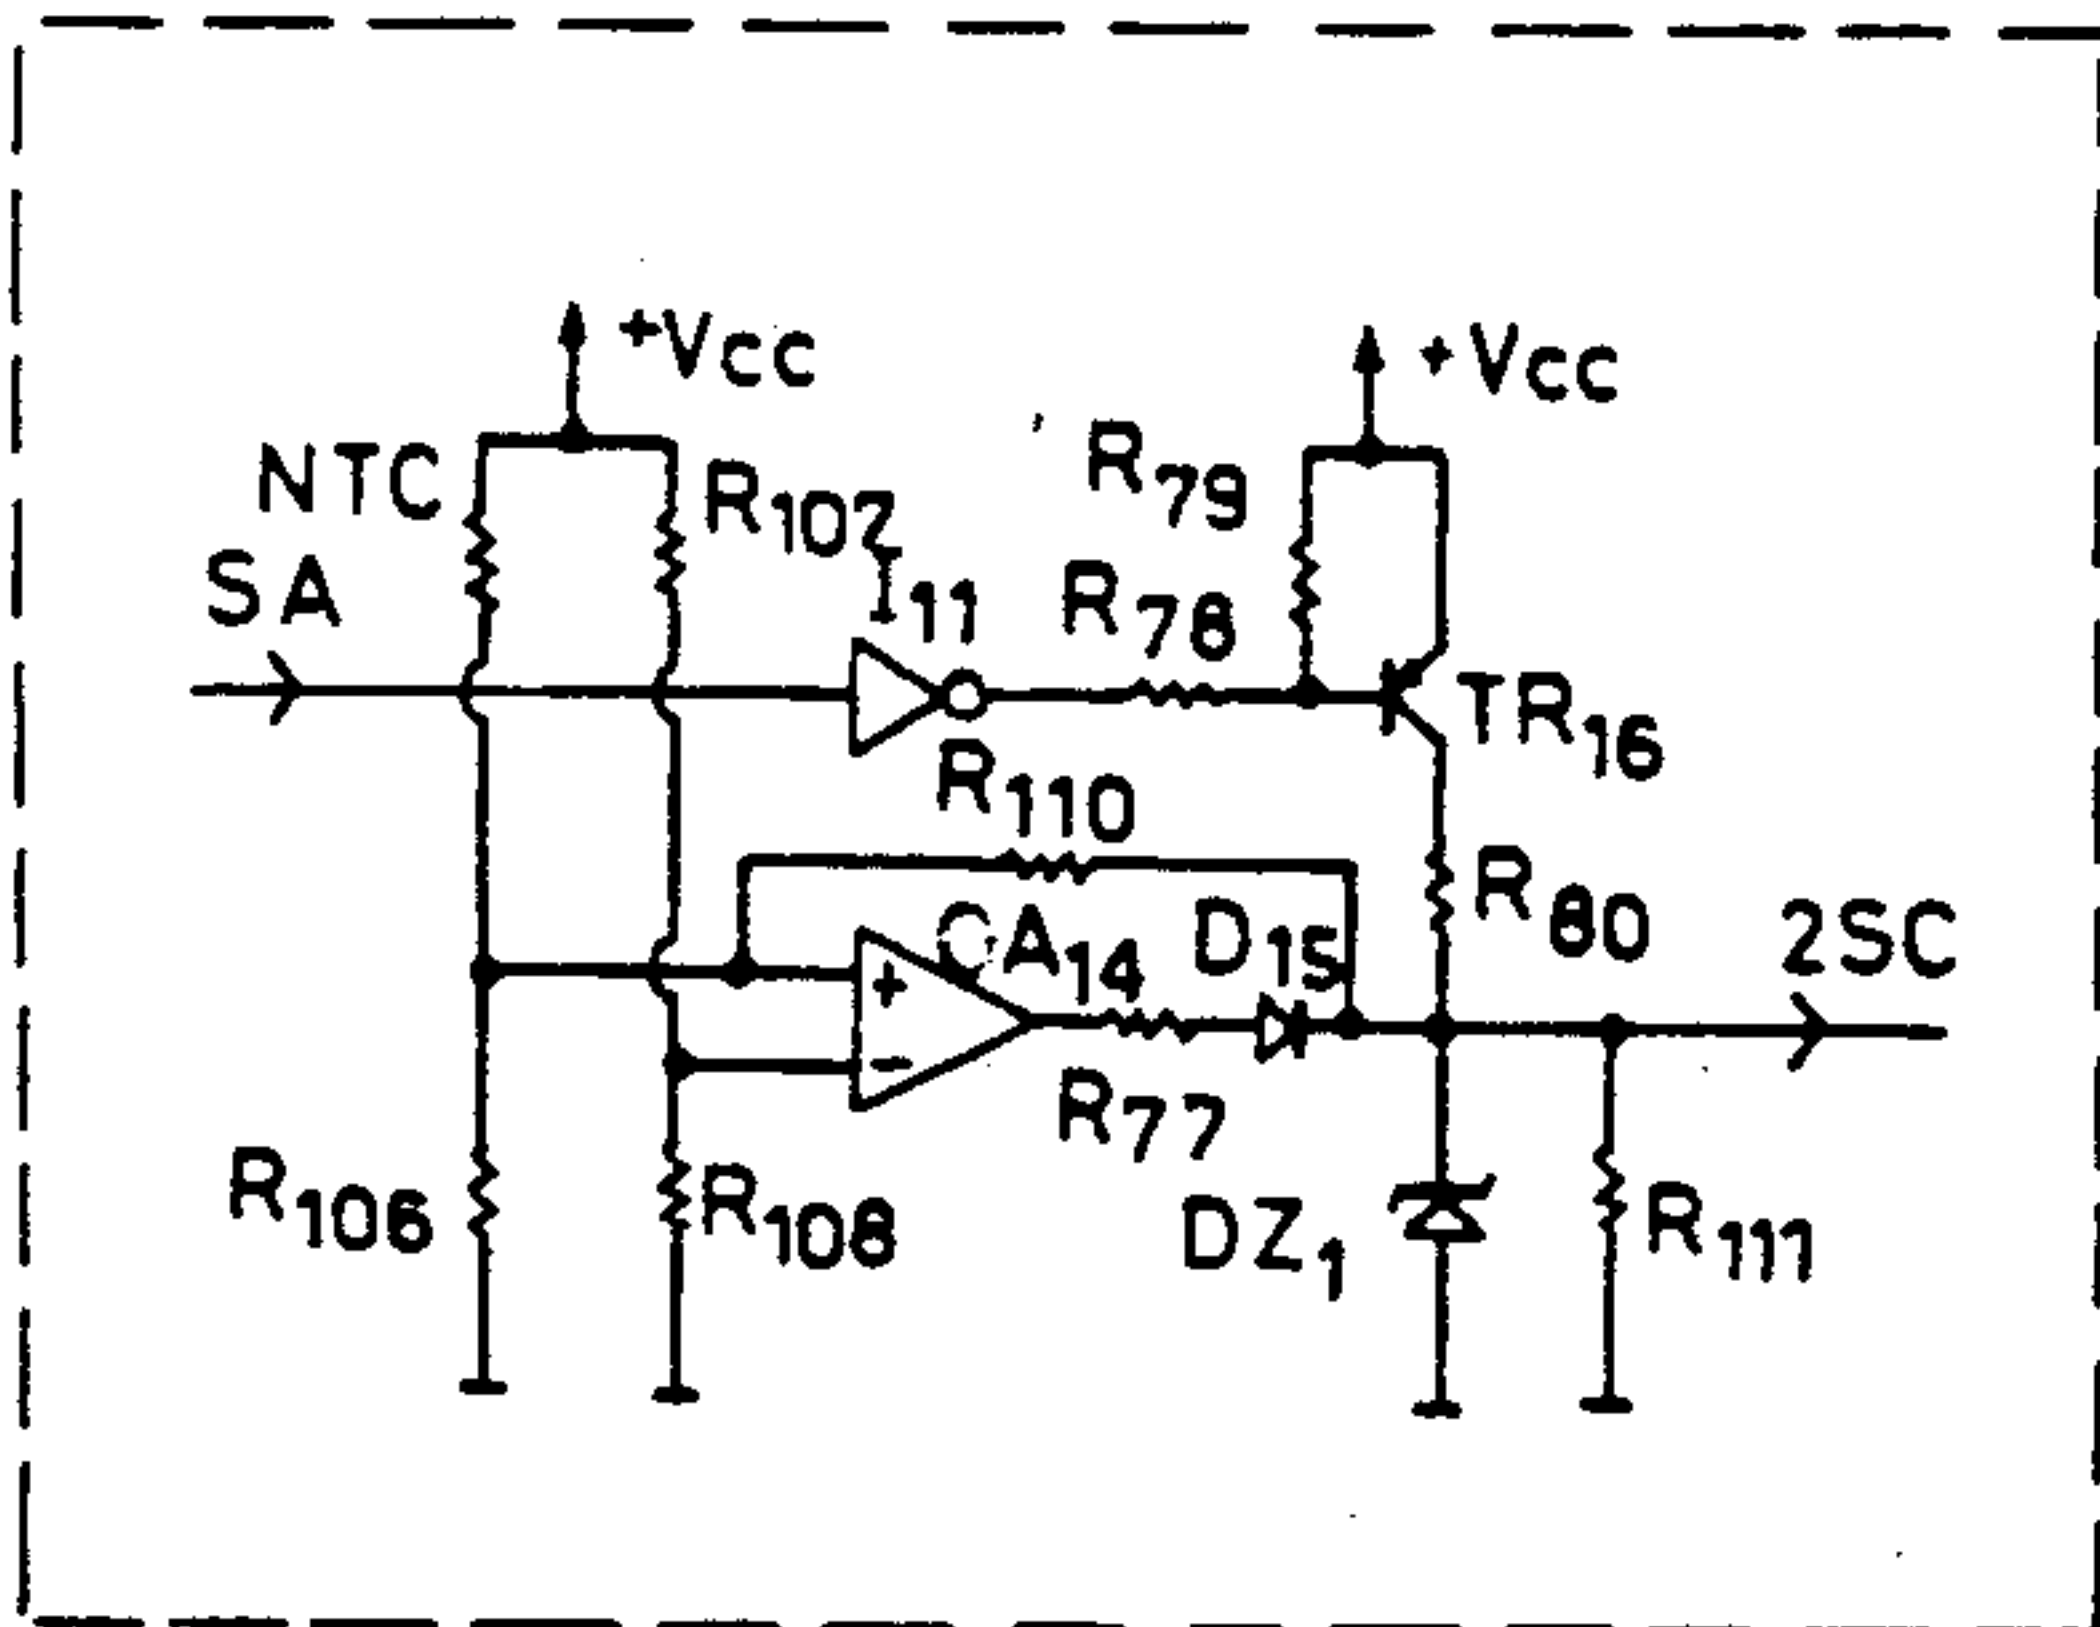 +Vcc
+Vcc
NTC
R107
R79
SA
I11
R78
TR16
R110
R80
CA14
D15
2SC
+
-
R77
R106
R108
DZ1
R111